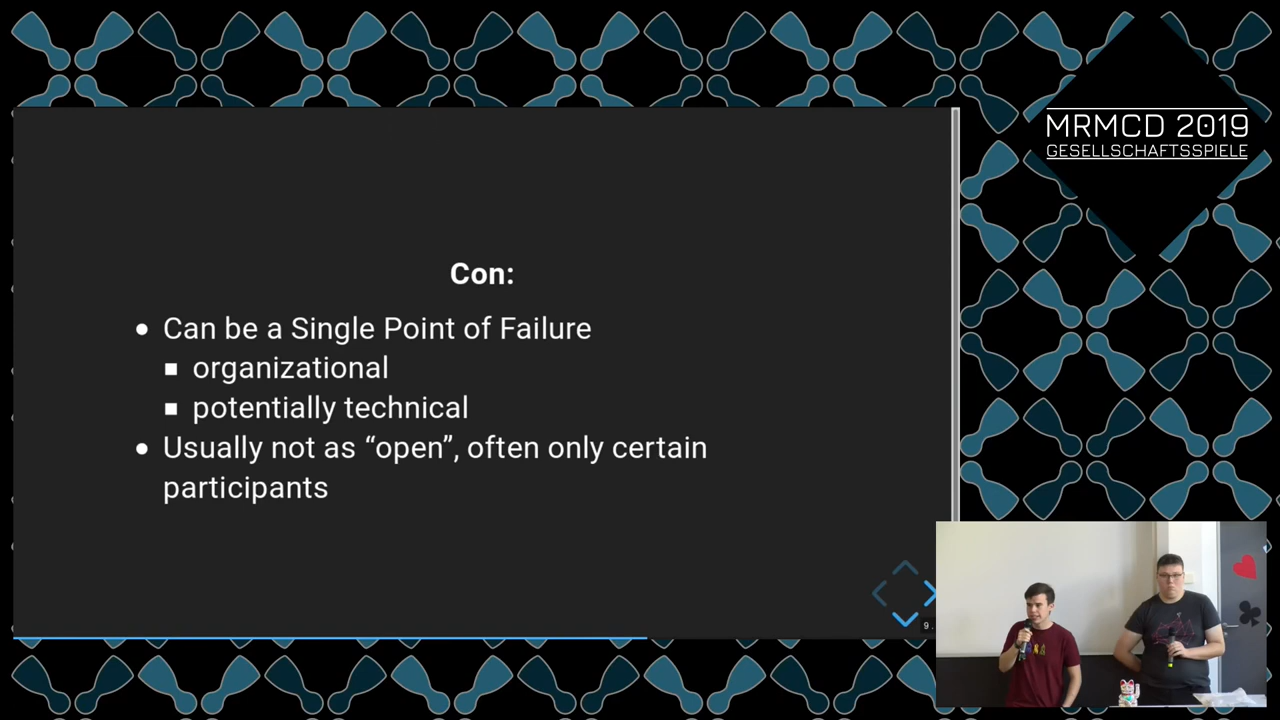 MRMCD 2019
GESELLSCHAFTSSPIELE
Con:
Can be a Single Point of Failure
organizational
potentially technical
Usually not as “open”, often only certain
participants
9.